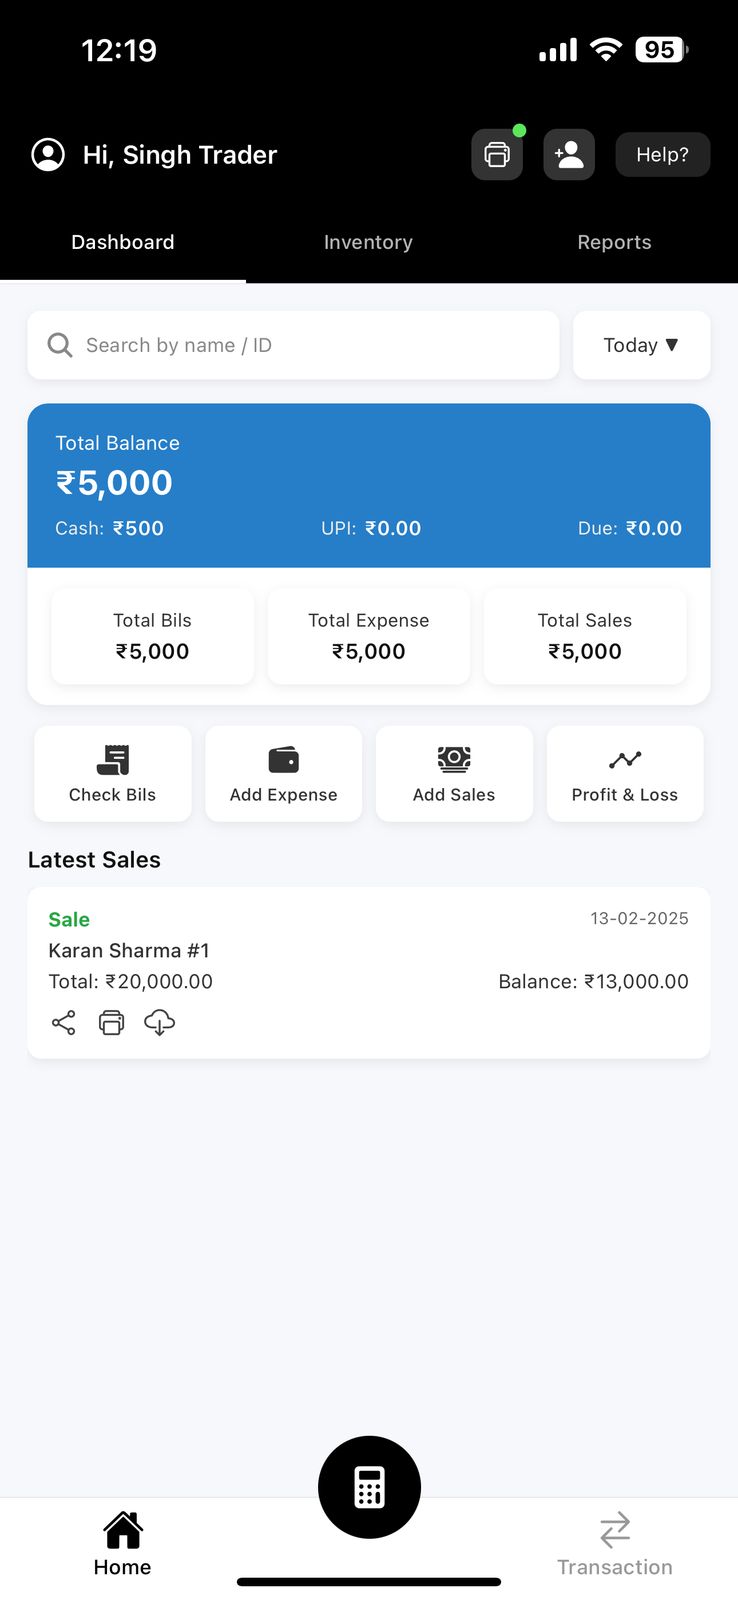 12:19
95
Hi, Singh Trader
Help?
Dashboard Inventory Reports
Search by name / ID
Today ▼
Total Balance
₹5,000
Cash: ₹500 UPI: ₹0.00 Due: ₹0.00
Total Bils Total Expense Total Sales
₹5,000 ₹5,000 ₹5,000
Check Bils Add Expense Add Sales Profit & Loss
Latest Sales
Sale 13-02-2025
Karan Sharma #1
Total: ₹20,000.00 Balance: ₹13,000.00
Home Transaction